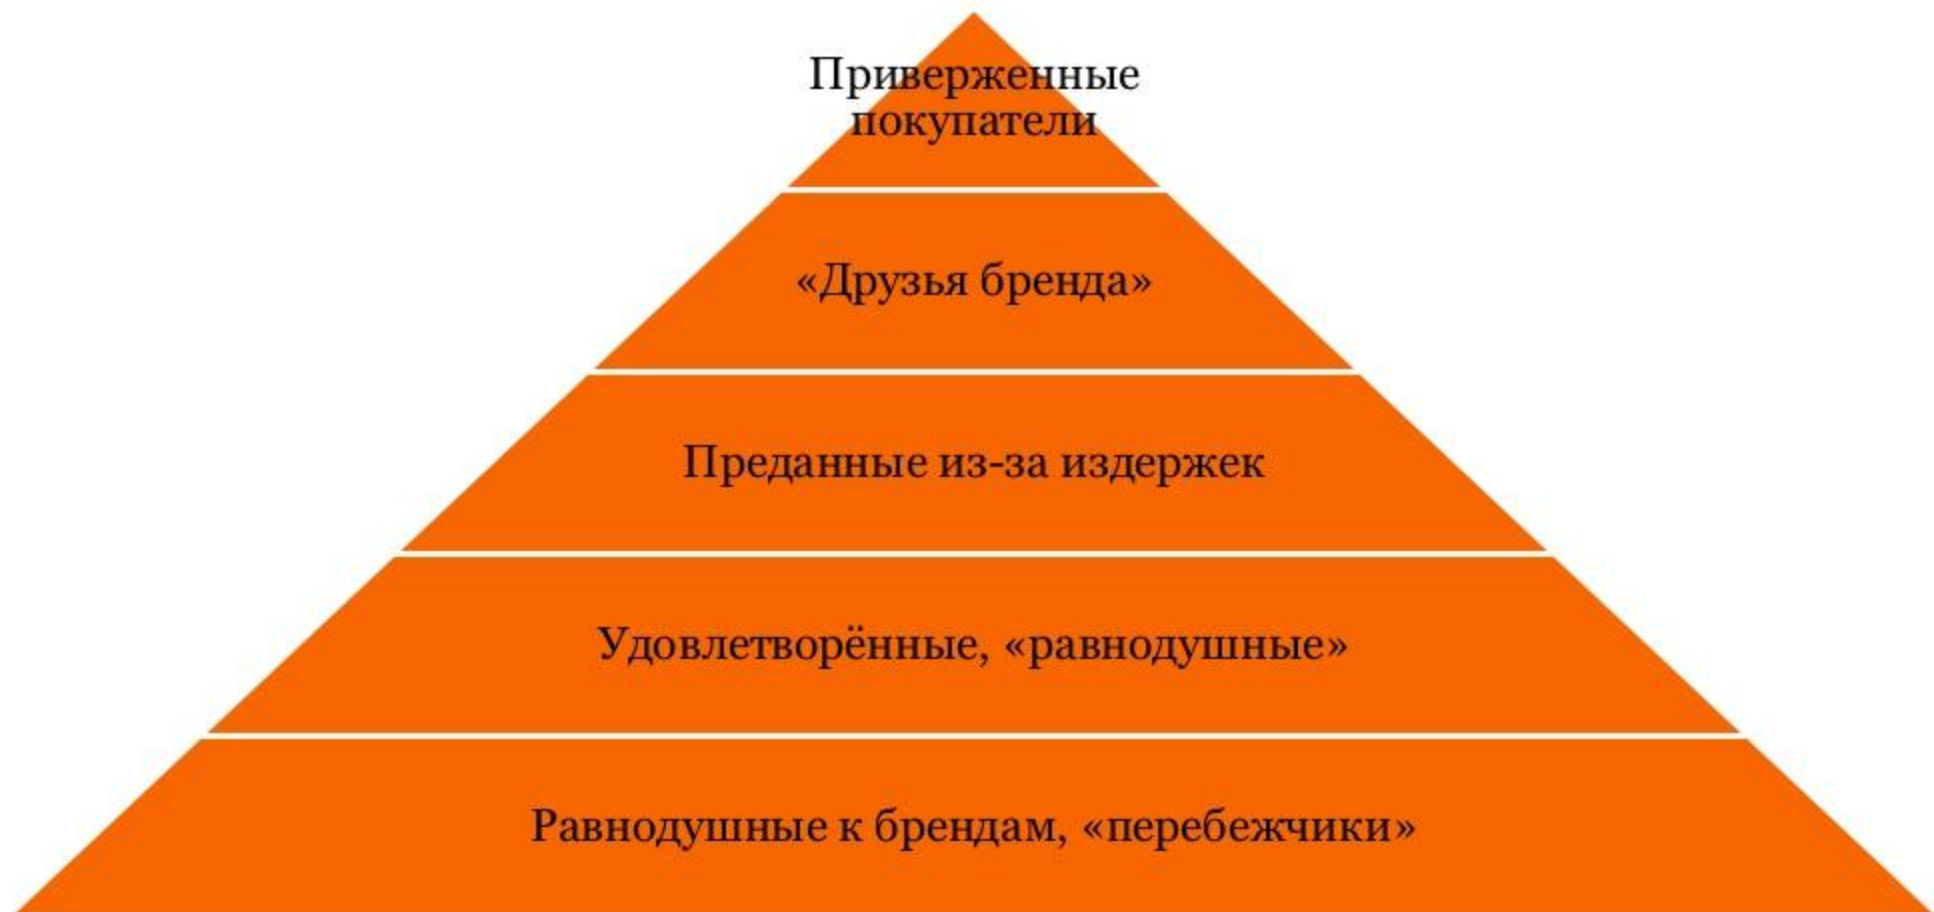 Приверженные
покупатели
«Друзья бренда»
Преданные из-за издержек
Удовлетворённые, «равнодушные»
Равнодушные к брендам, «перебежчики»